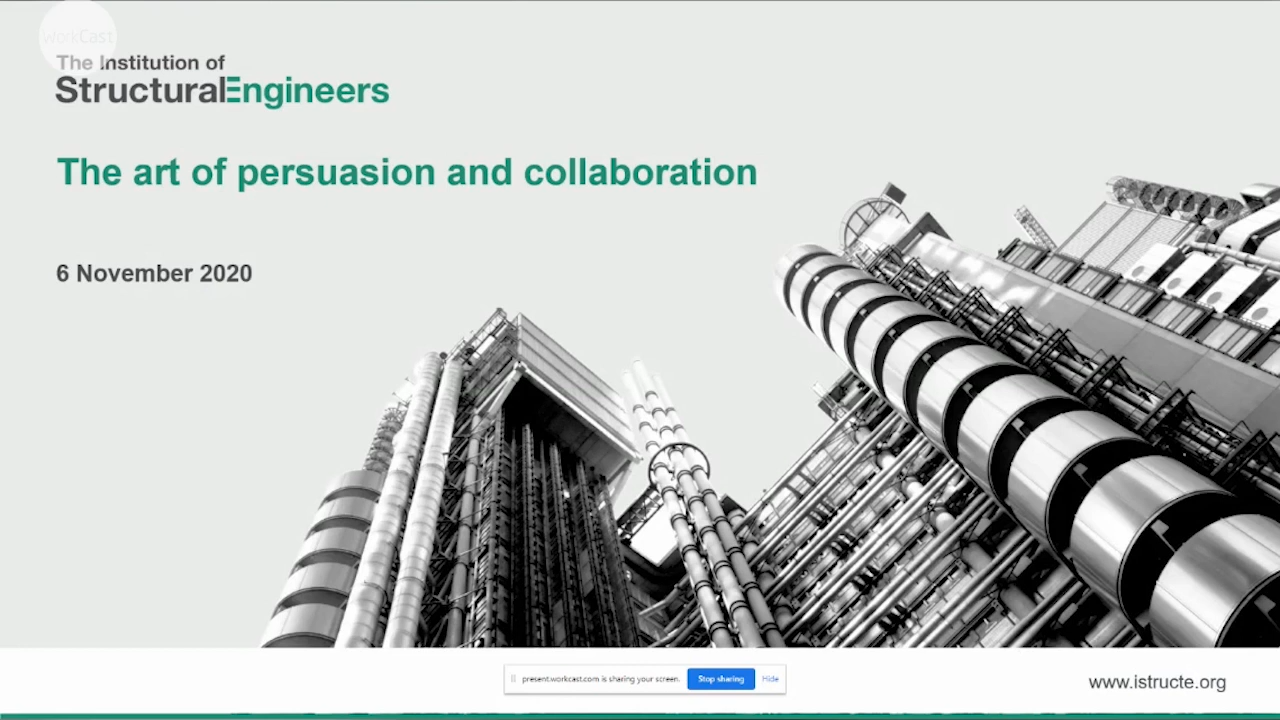 WorkCast
The Institution of
StructuralEngineers
The art of persuasion and collaboration
6 November 2020
present.workcast.com is sharing your screen.
Stop sharing
Hide
www.istructe.org